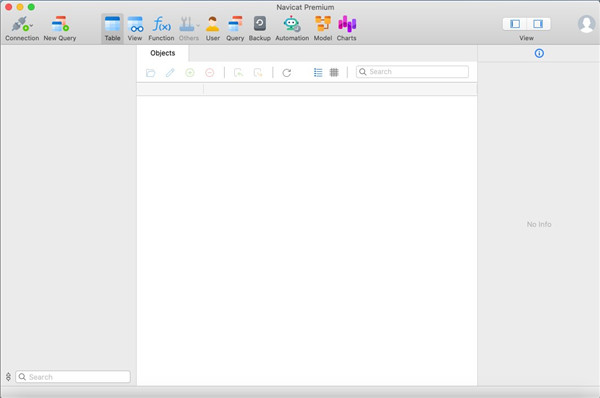 Navicat Premium
Connection New Query Table View Function Others User Query Backup Automation Model Charts View
f(x)
Objects
Search
No Info
Search